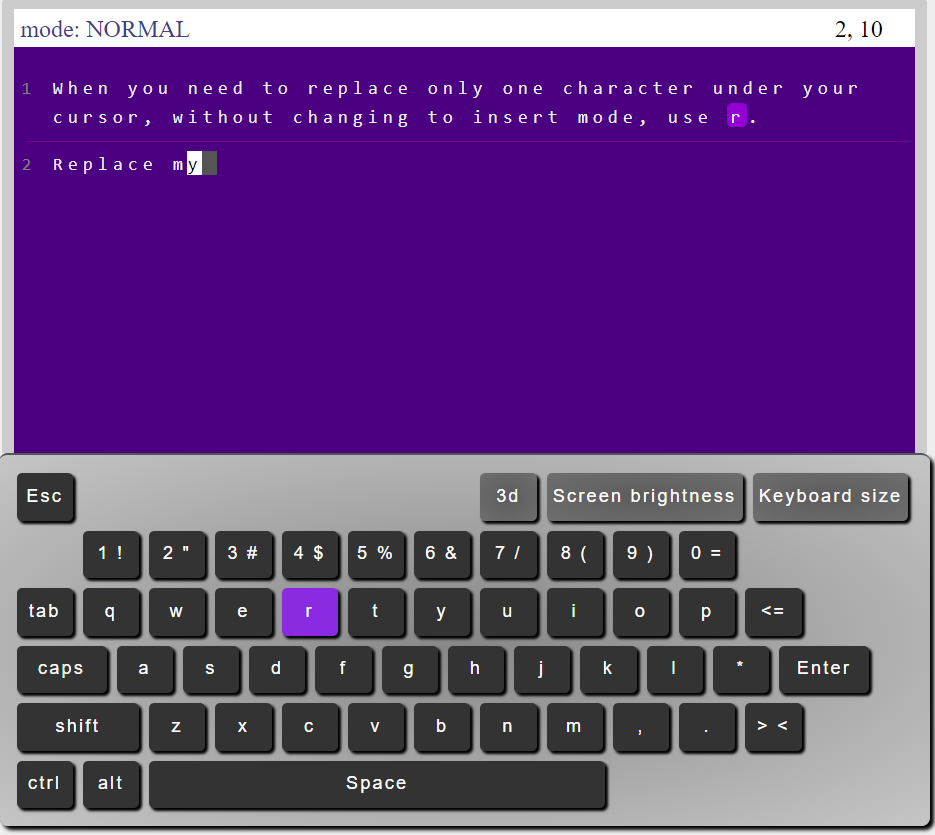 mode: NORMAL 2, 10
1 When you need to replace only one character under your
cursor, without changing to insert mode, use r.
2 Replace my
Esc 3d Screen brightness Keyboard size
1 ! 2 " 3 # 4 $ 5 % 6 & 7 / 8 ( 9 ) 0 =
tab q w e r t y u i o p <=
caps a s d f g h j k l * Enter
shift z x c v b n m , . > <
ctrl alt Space